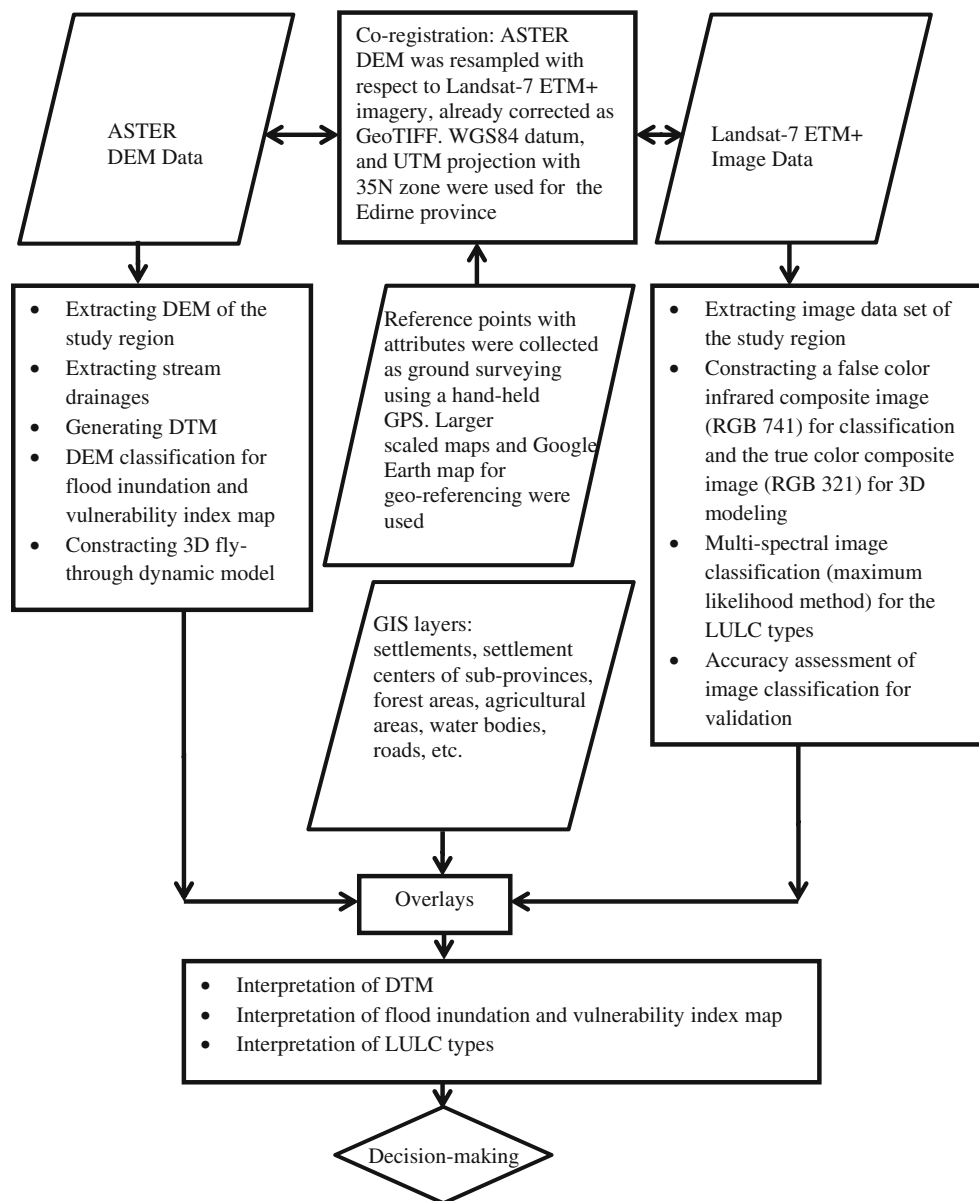 ASTER
DEM Data
Co-registration: ASTER
DEM was resampled with
respect to Landsat-7 ETM+
imagery, already corrected as
GeoTIFF. WGS84 datum,
and UTM projection with
35N zone were used for the
Edirne province
Landsat-7 ETM+
Image Data
• Extracting DEM of the
study region
• Extracting stream
drainages
• Generating DTM
• DEM classification for
flood inundation and
vulnerability index map
• Constracting 3D fly-
through dynamic model
Reference points with
attributes were collected
as ground surveying
using a hand-held
GPS. Larger
scaled maps and Google
Earth map for
geo-referencing were
used
• Extracting image data set of
the study region
• Constructing a false color
infrared composite image
(RGB 741) for classification
and the true color composite
image (RGB 321) for 3D
modeling
• Multi-spectral image
classification (maximum
likelihood method) for the
LULC types
• Accuracy assessment of
image classification for
validation
GIS layers:
settlements, settlement
centers of sub-provinces,
forest areas, agricultural
areas, water bodies,
roads, etc.
Overlays
• Interpretation of DTM
• Interpretation of flood inundation and vulnerability index map
• Interpretation of LULC types
Decision-making